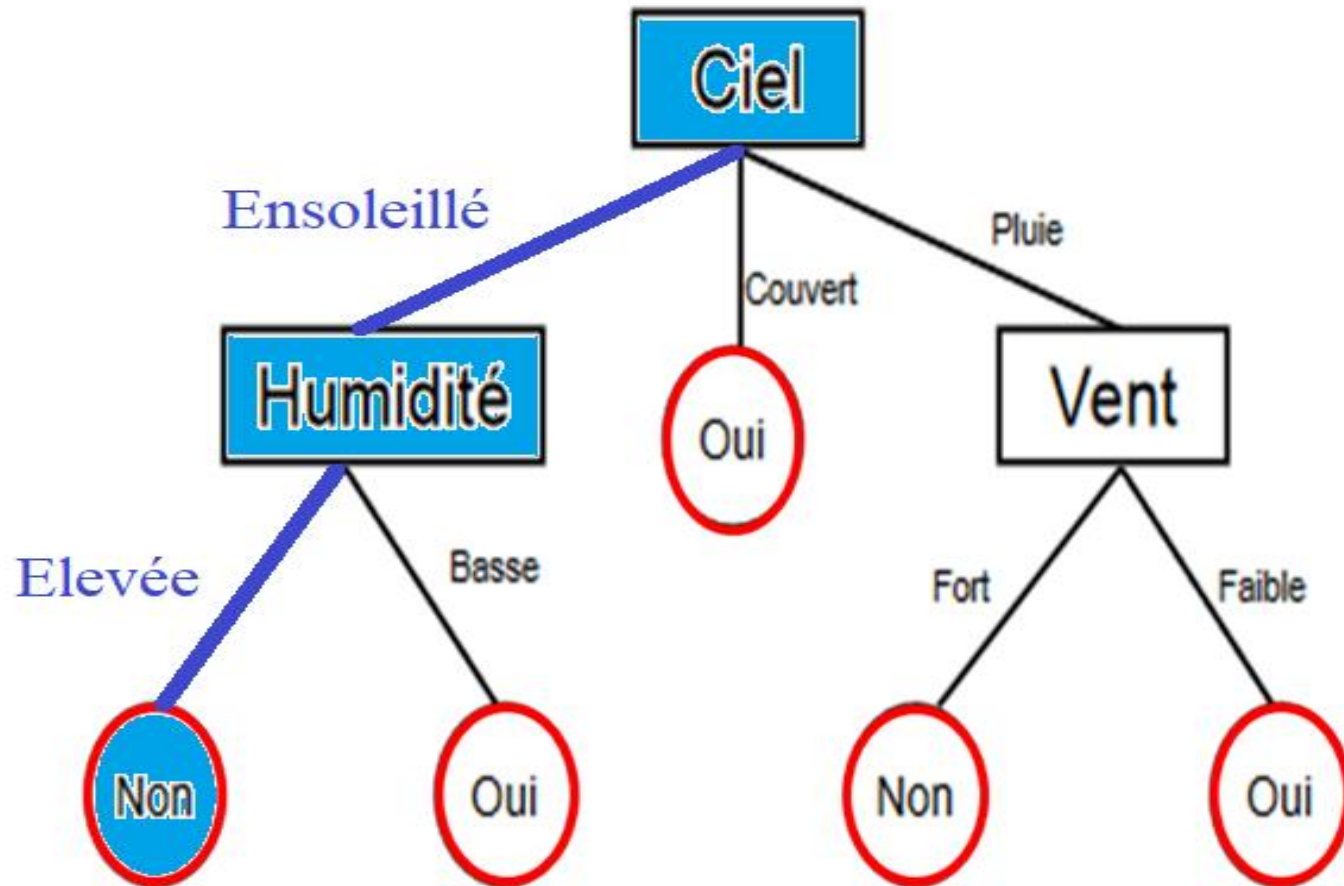 Ciel
Ensoleillé
Pluie
Couvert
Humidité
Oui
Vent
Elevée
Basse
Fort
Faible
Non
Oui
Non
Oui